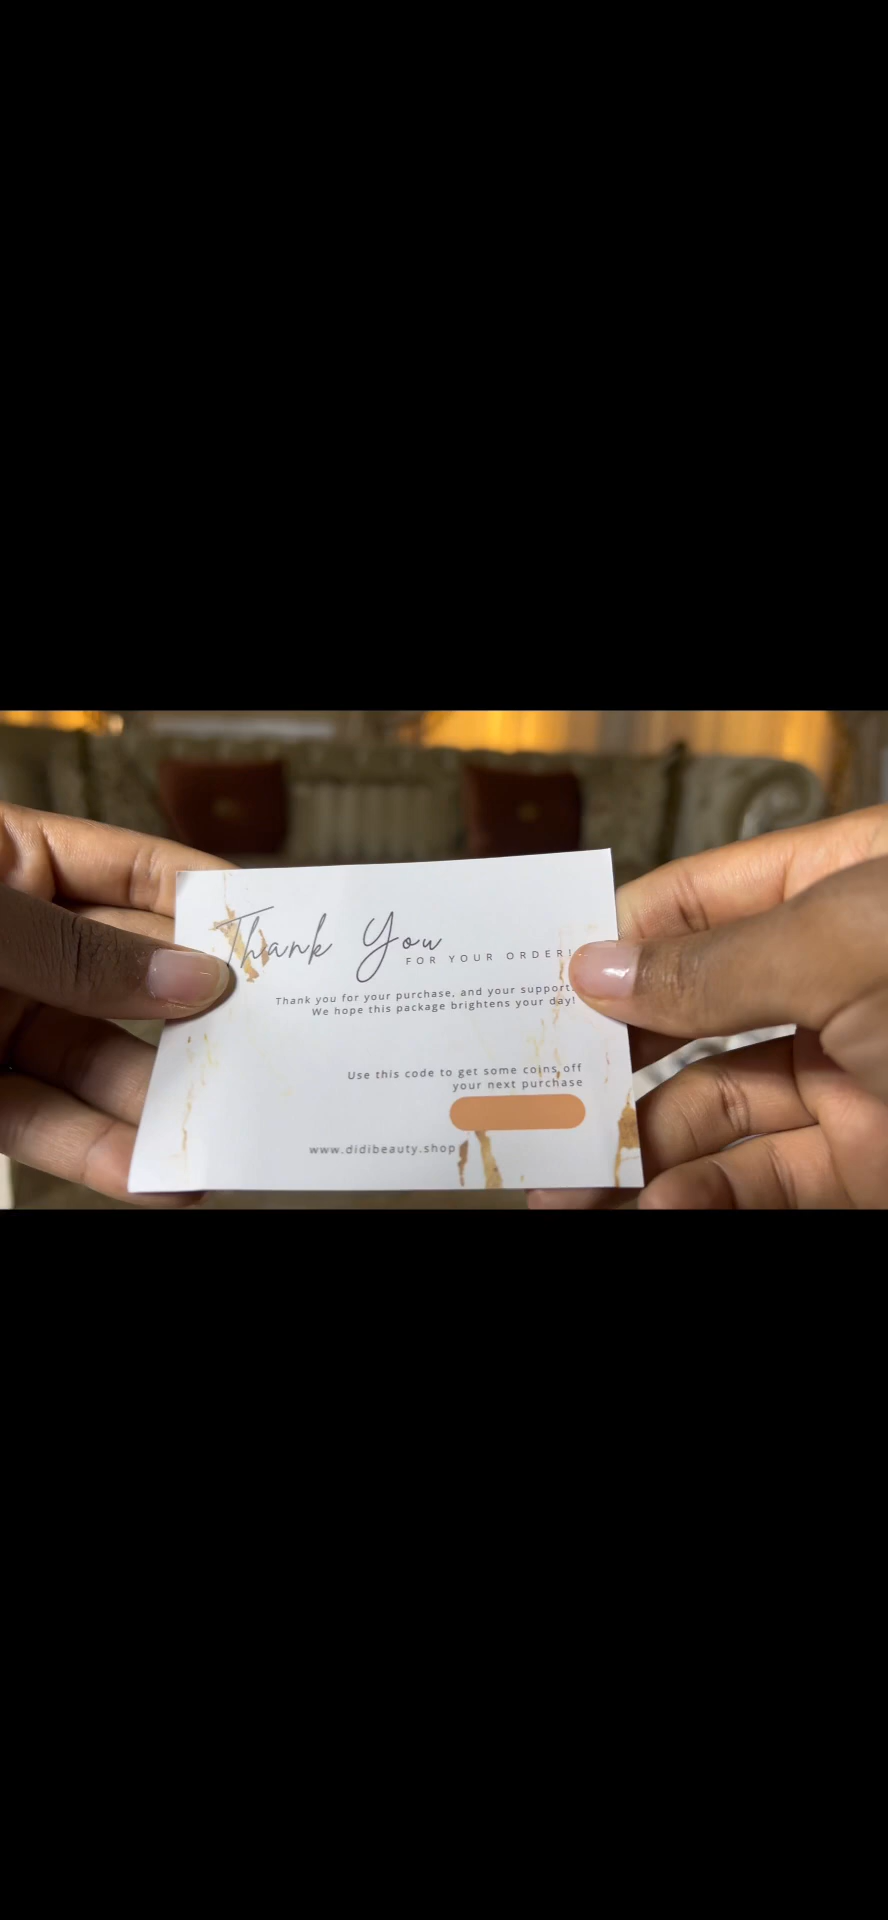 Thank You
FOR YOUR ORDER!
Thank you for your purchase, and your support.
We hope this package brightens your day!
Use this code to get some coins off
your next purchase
www.didibeauty.shop